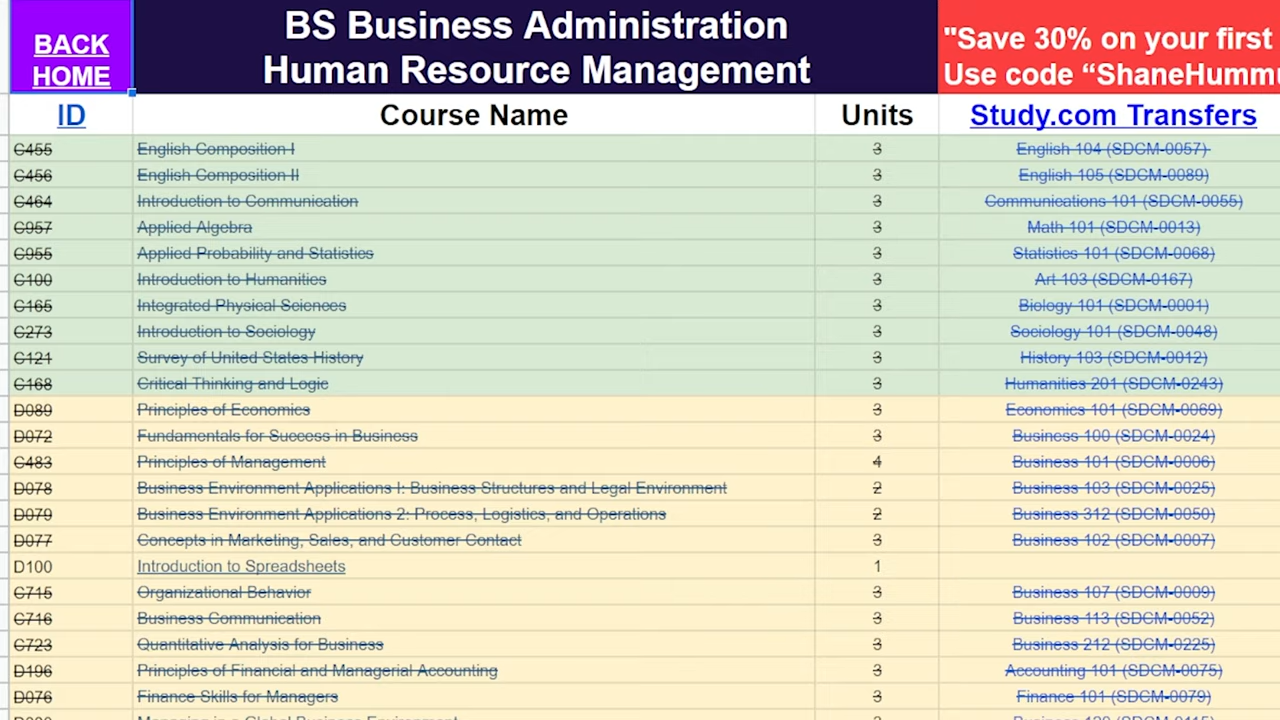 BACK HOME
BS Business Administration
Human Resource Management
"Save 30% on your first
Use code “ShaneHummu
ID Course Name Units Study.com Transfers
C455 English Composition I 3 English 104 (SDCM-0057)
C456 English Composition II 3 English 105 (SDCM-0089)
C464 Introduction to Communication 3 Communications 101 (SDCM-0055)
C957 Applied Algebra 3 Math 101 (SDCM-0013)
C955 Applied Probability and Statistics 3 Statistics 101 (SDCM-0068)
C100 Introduction to Humanities 3 Art 103 (SDCM-0167)
C165 Integrated Physical Sciences 3 Biology 101 (SDCM-0001)
C273 Introduction to Sociology 3 Sociology 101 (SDCM-0048)
C121 Survey of United States History 3 History 103 (SDCM-0012)
C168 Critical Thinking and Logic 3 Humanities 201 (SDCM-0243)
D089 Principles of Economics 3 Economics 101 (SDCM-0069)
D072 Fundamentals for Success in Business 3 Business 100 (SDCM-0024)
C483 Principles of Management 4 Business 101 (SDCM-0006)
D078 Business Environment Applications I: Business Structures and Legal Environment 2 Business 103 (SDCM-0025)
D079 Business Environment Applications 2: Process, Logistics, and Operations 2 Business 312 (SDCM-0050)
D077 Concepts in Marketing, Sales, and Customer Contact 3 Business 102 (SDCM-0007)
D100 Introduction to Spreadsheets 1
C715 Organizational Behavior 3 Business 107 (SDCM-0009)
C716 Business Communication 3 Business 113 (SDCM-0052)
C723 Quantitative Analysis for Business 3 Business 212 (SDCM-0225)
D196 Principles of Financial and Managerial Accounting 3 Accounting 101 (SDCM-0075)
D076 Finance Skills for Managers 3 Finance 101 (SDCM-0079)
Managing in a Global Business Environment